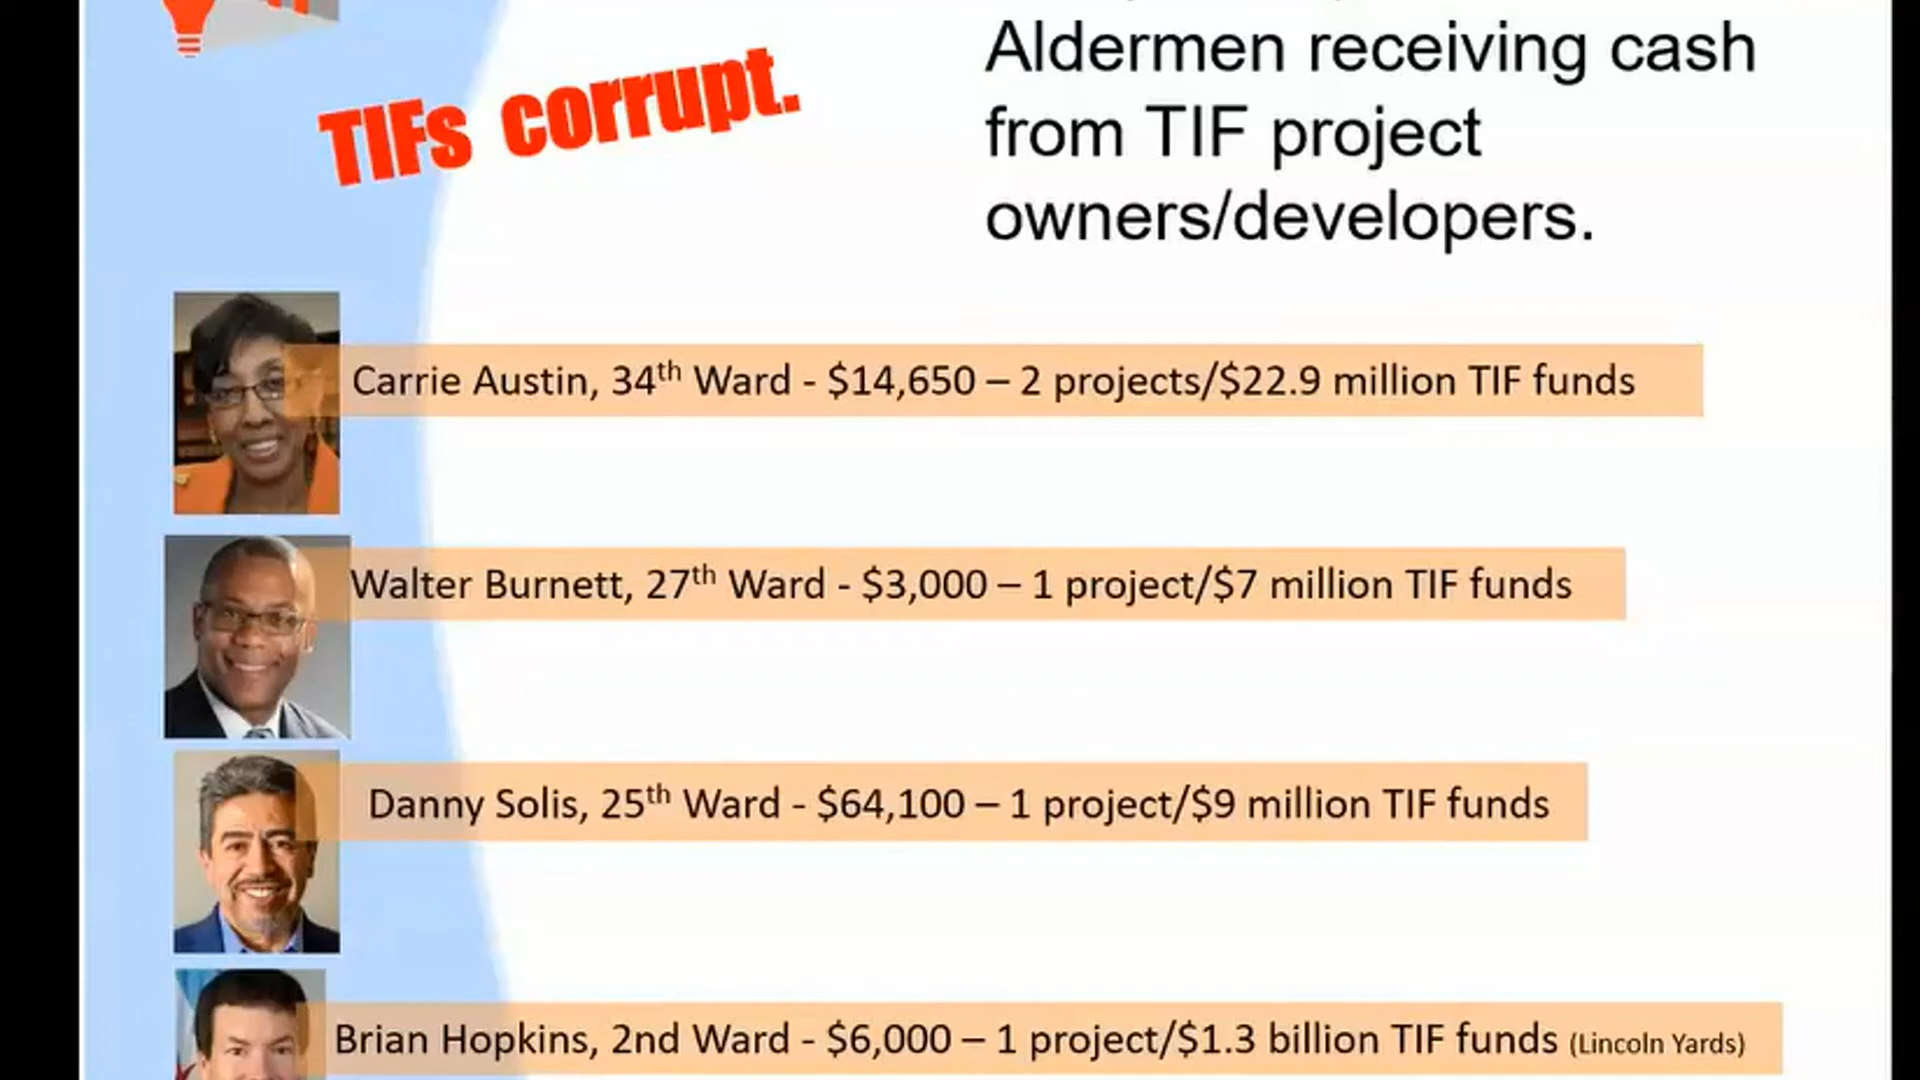 TIFs corrupt.
Aldermen receiving cash
from TIF project
owners/developers.
Carrie Austin, 34th Ward - $14,650 – 2 projects/$22.9 million TIF funds
Walter Burnett, 27th Ward - $3,000 – 1 project/$7 million TIF funds
Danny Solis, 25th Ward - $64,100 – 1 project/$9 million TIF funds
Brian Hopkins, 2nd Ward - $6,000 – 1 project/$1.3 billion TIF funds (Lincoln Yards)